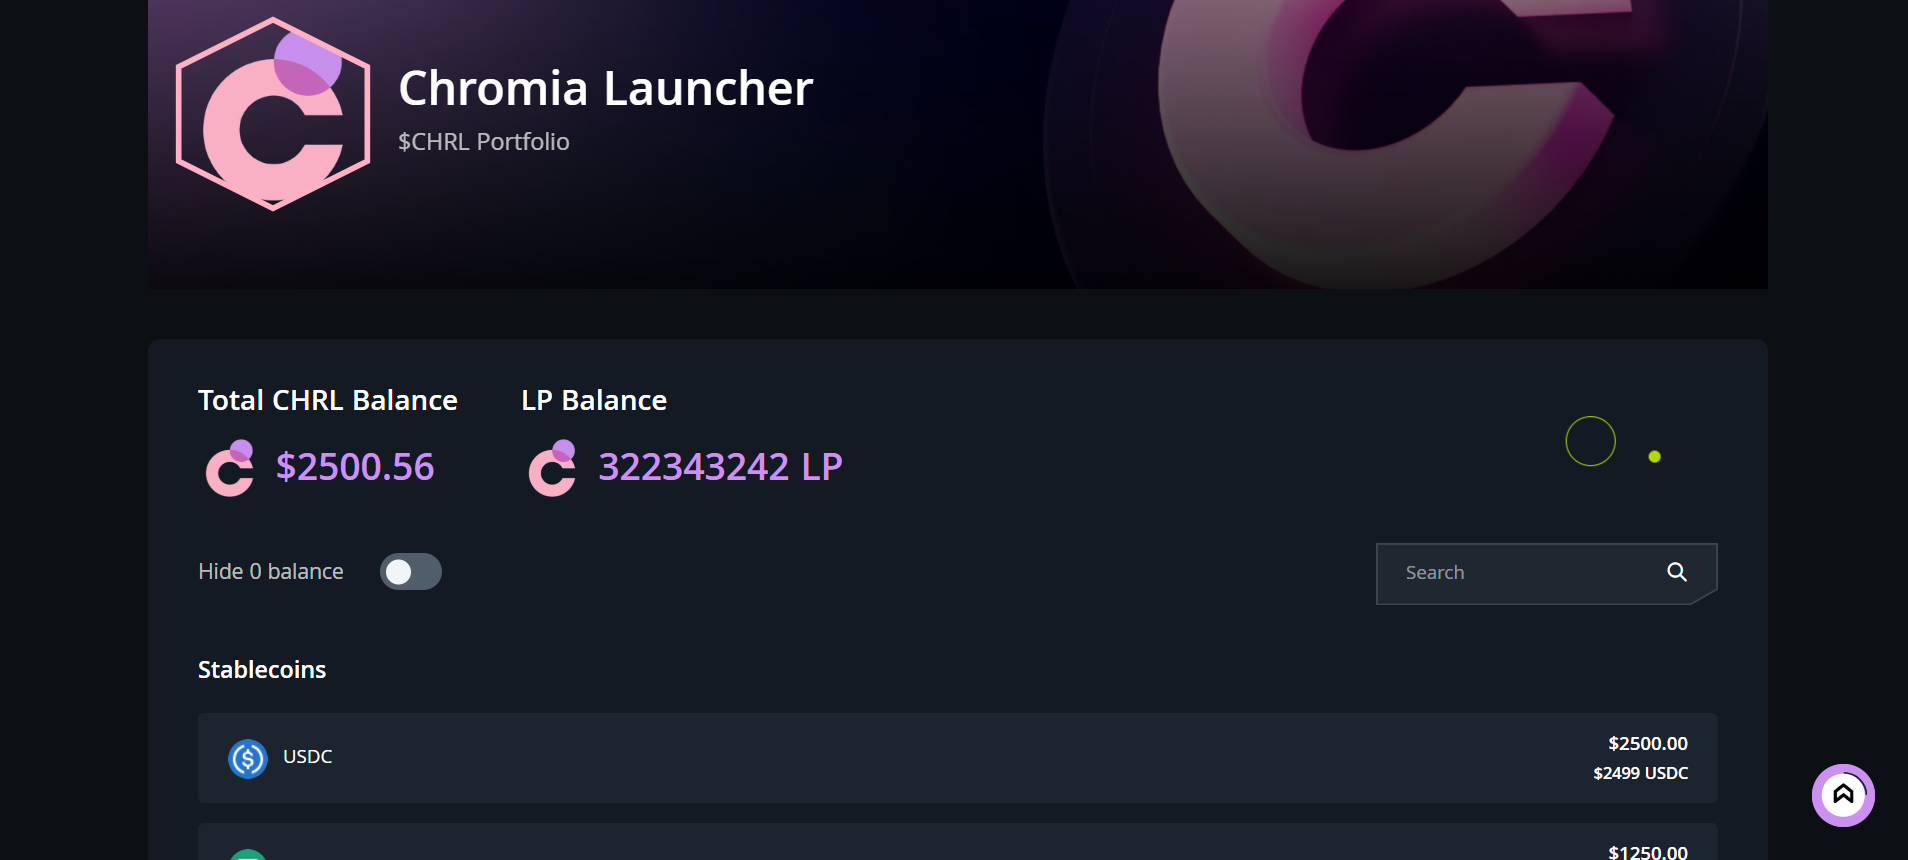 Chromia Launcher
$CHRL Portfolio
Total CHRL Balance
LP Balance
$2500.56
322343242 LP
Hide 0 balance
Search
Stablecoins
USDC
$2500.00
$2499 USDC
$1250.00